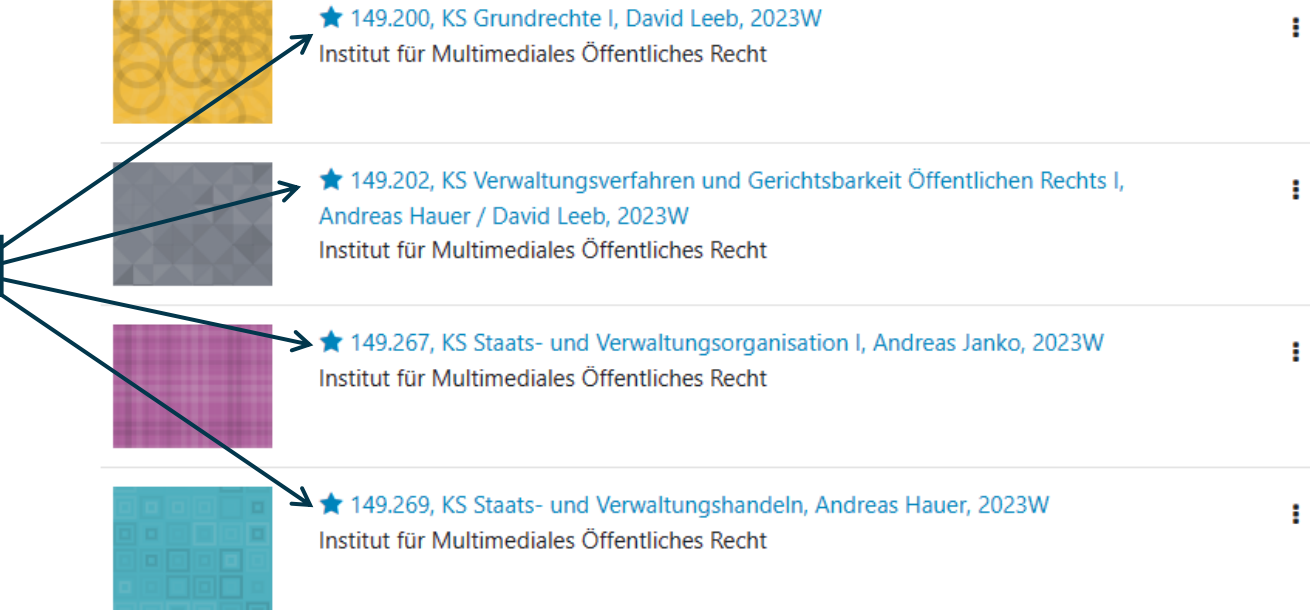 149.200, KS Grundrechte I, David Leeb, 2023W
Institut für Multimediales Öffentliches Recht
149.202, KS Verwaltungsverfahren und Gerichtsbarkeit Öffentlichen Rechts I,
Andreas Hauer / David Leeb, 2023W
Institut für Multimediales Öffentliches Recht
149.267, KS Staats- und Verwaltungsorganisation I, Andreas Janko, 2023W
Institut für Multimediales Öffentliches Recht
149.269, KS Staats- und Verwaltungshandeln, Andreas Hauer, 2023W
Institut für Multimediales Öffentliches Recht